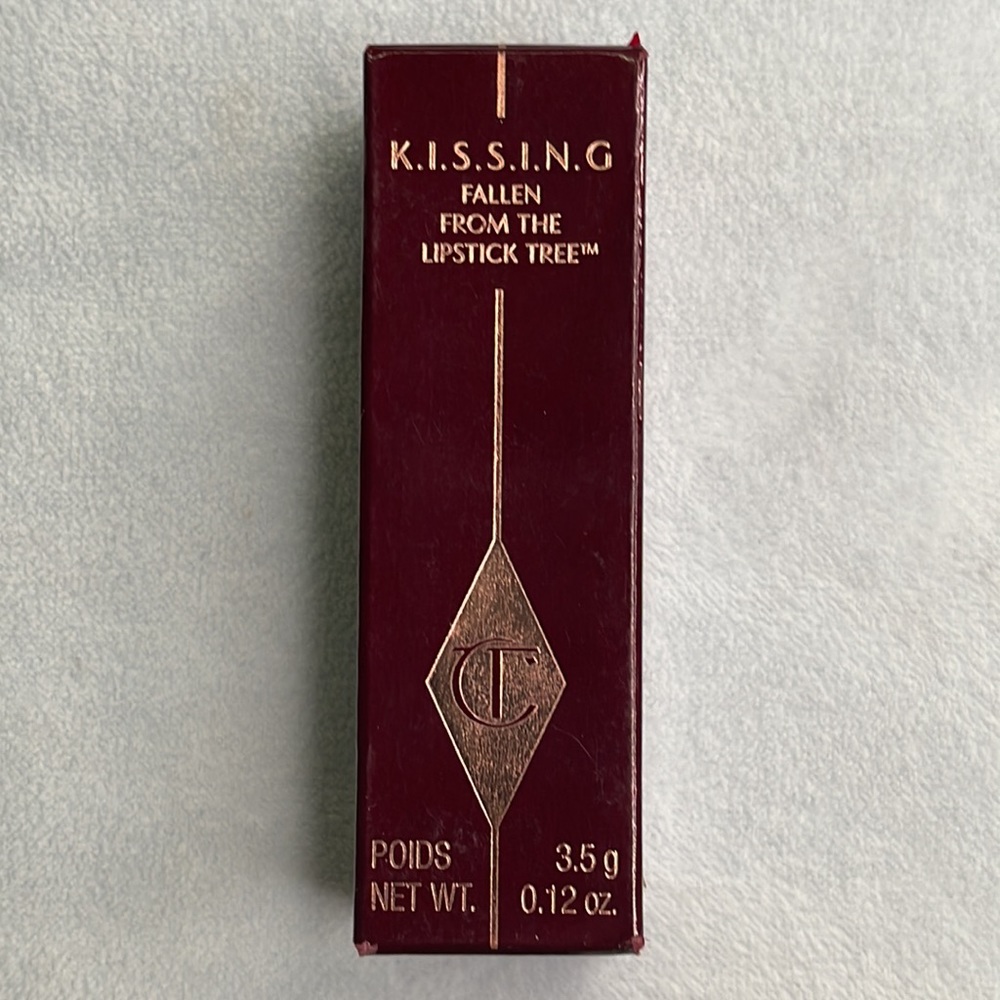 K.I.S.S.I.N.G
FALLEN
FROM THE
LIPSTICK TREE™
CT
POIDS 3.5 g
NET WT. 0.12 oz.